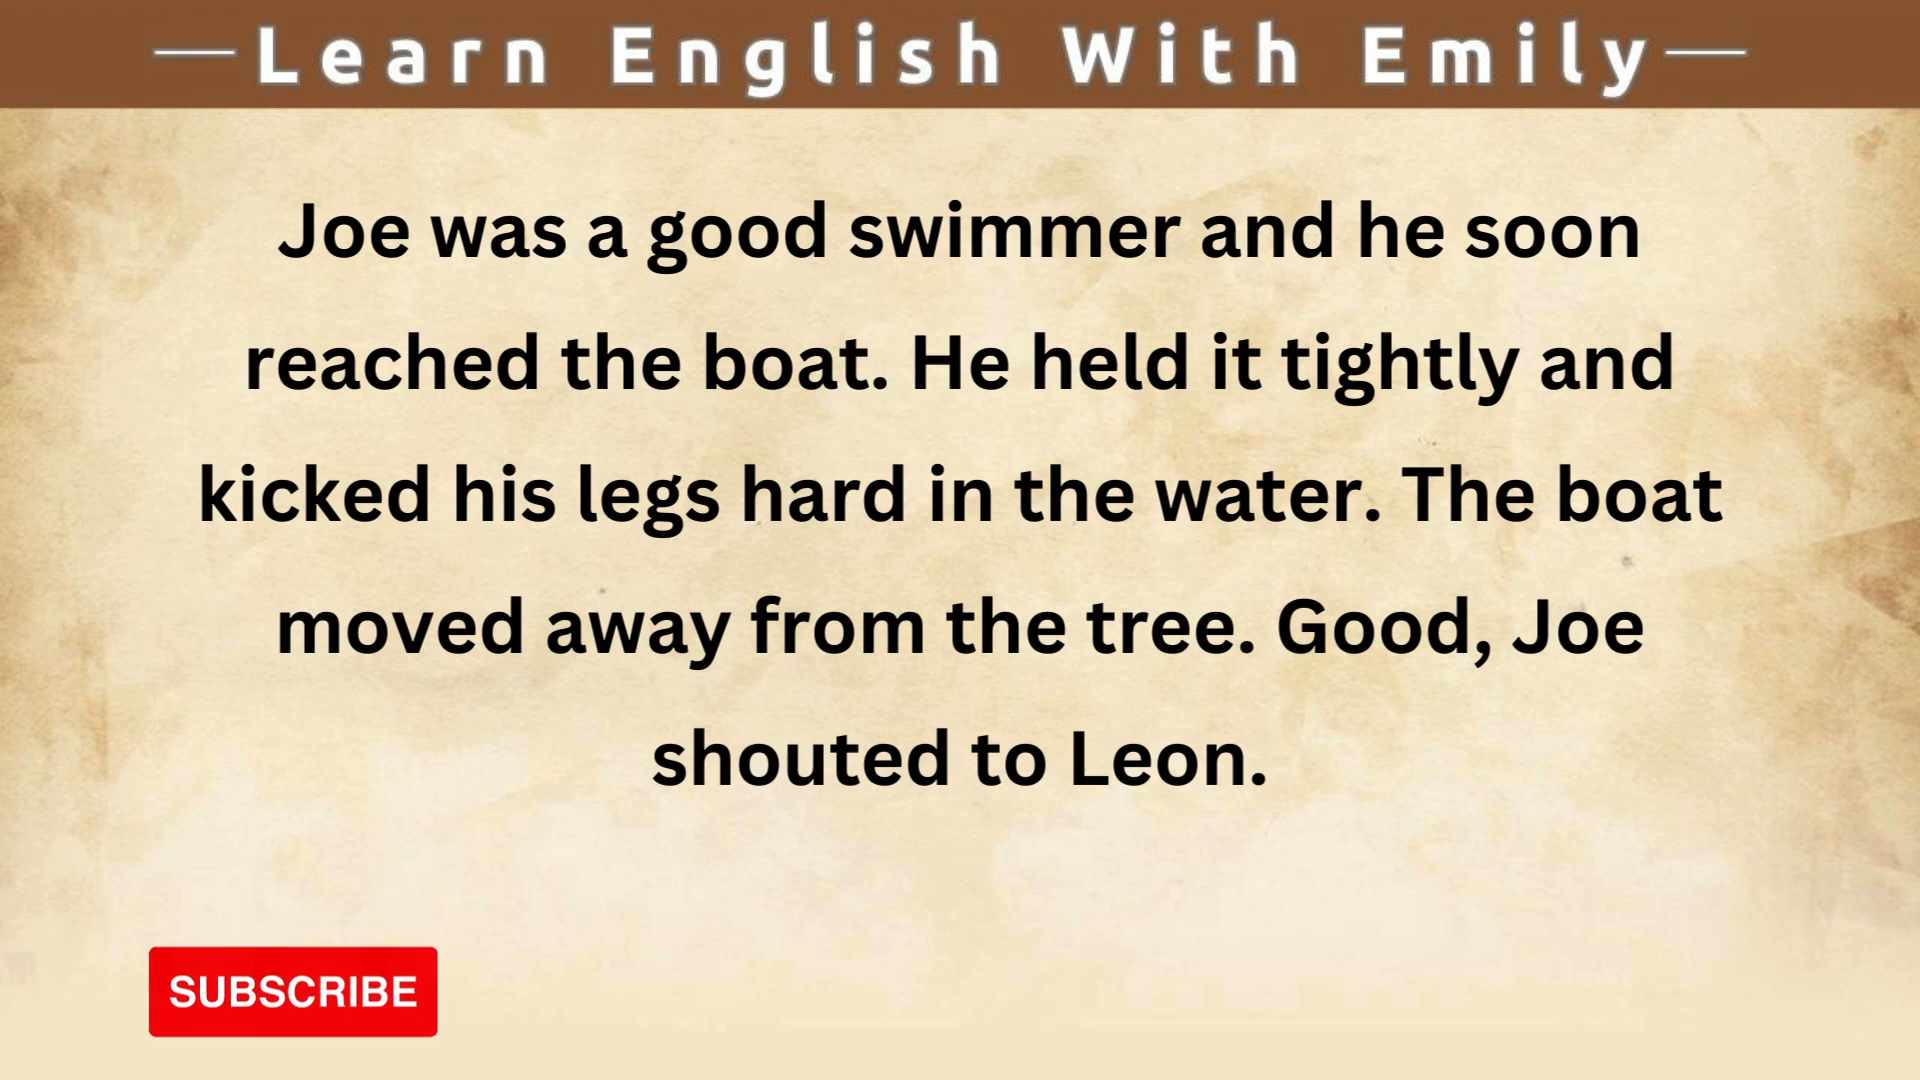 Learn English With Emily
Joe was a good swimmer and he soon
reached the boat. He held it tightly and
kicked his legs hard in the water. The boat
moved away from the tree. Good, Joe
shouted to Leon.
SUBSCRIBE